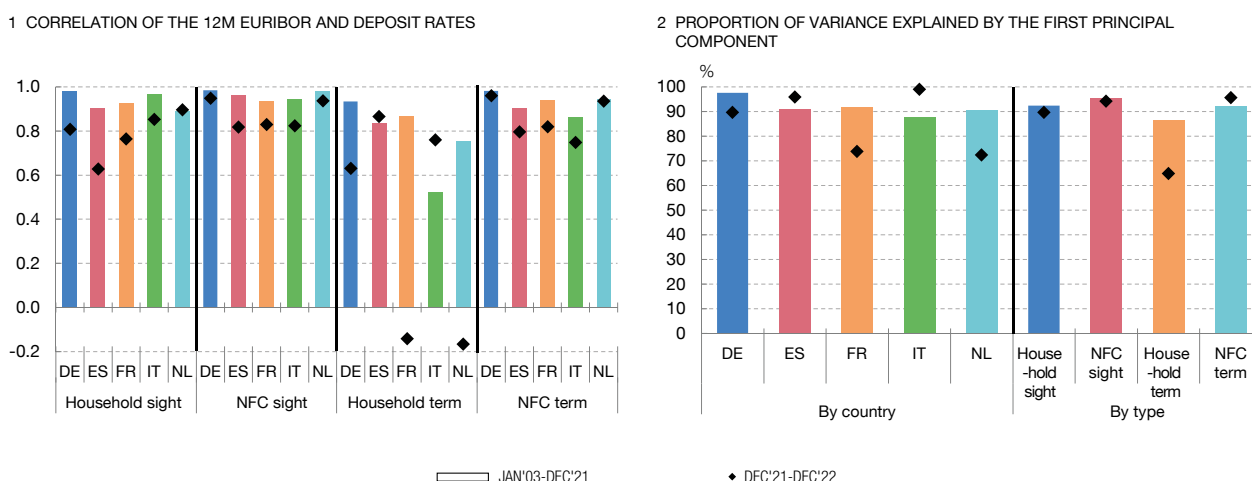 1 CORRELATION OF THE 12M EURIBOR AND DEPOSIT RATES
1.0
0.8
0.6
0.4
0.2
0.0
-0.2
DE ES FR IT NL DE ES FR IT NL DE ES FR IT NL DE ES FR IT NL
Household sight NFC sight Household term NFC term
2 PROPORTION OF VARIANCE EXPLAINED BY THE FIRST PRINCIPAL
COMPONENT
%
100
90
80
70
60
50
40
30
20
10
0
DE ES FR IT NL House NFC House NFC
-hold sight -hold term
sight term
By country By type
JAN'03-DEC'21 DEC'21-DEC'22